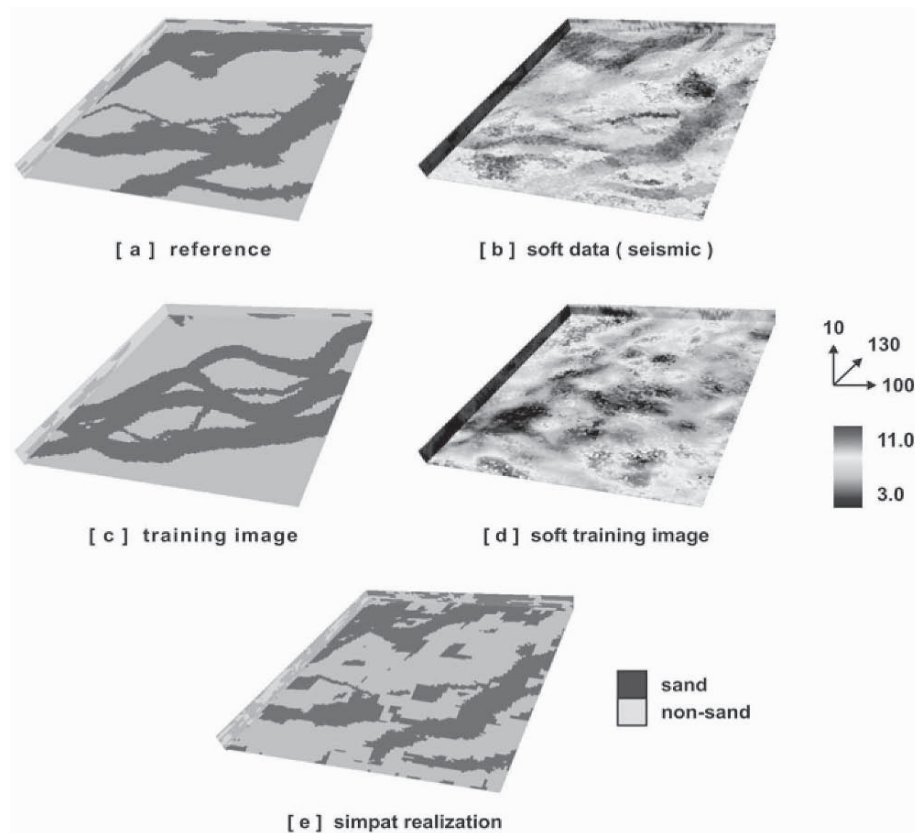 [ a ] reference
[ b ] soft data ( seismic )
[ c ] training image
[ d ] soft training image
10
130
100
11.0
3.0
[ e ] simpat realization
sand
non-sand